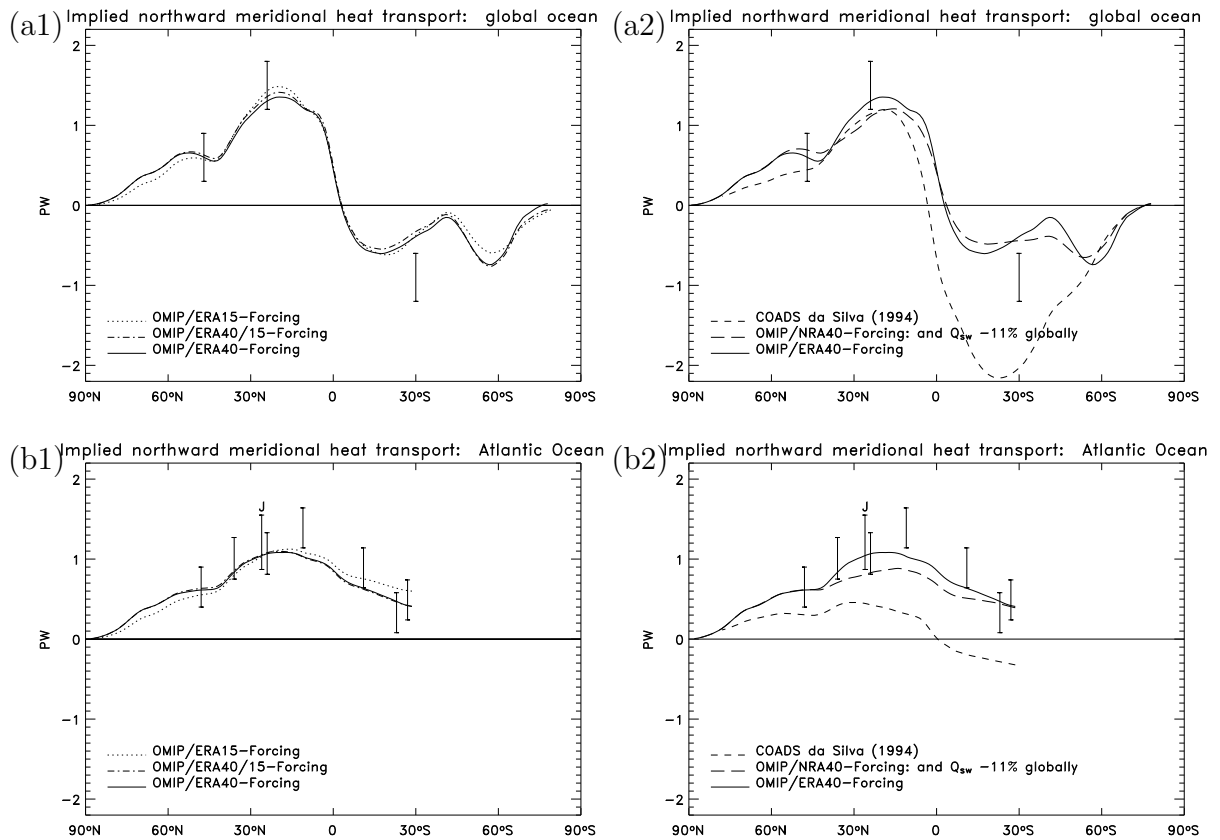 (a1) Implied northward meridional heat transport: global ocean
2
1
0
-1
-2
PW
OMIP/ERA15-Forcing
OMIP/ERA40/15-Forcing
OMIP/ERA40-Forcing
90°N 60°N 30°N 0 30°S 60°S 90°S
(a2) Implied northward meridional heat transport: global ocean
2
1
0
-1
-2
PW
COADS da Silva (1994)
OMIP/NRA40-Forcing: and Qsw -11% globally
OMIP/ERA40-Forcing
90°N 60°N 30°N 0 30°S 60°S 90°S
(b1) Implied northward meridional heat transport: Atlantic Ocean
2
1
0
-1
-2
PW
J
OMIP/ERA15-Forcing
OMIP/ERA40/15-Forcing
OMIP/ERA40-Forcing
90°N 60°N 30°N 0 30°S 60°S 90°S
(b2) Implied northward meridional heat transport: Atlantic Ocean
2
1
0
-1
-2
PW
J
COADS da Silva (1994)
OMIP/NRA40-Forcing: and Qsw -11% globally
OMIP/ERA40-Forcing
90°N 60°N 30°N 0 30°S 60°S 90°S